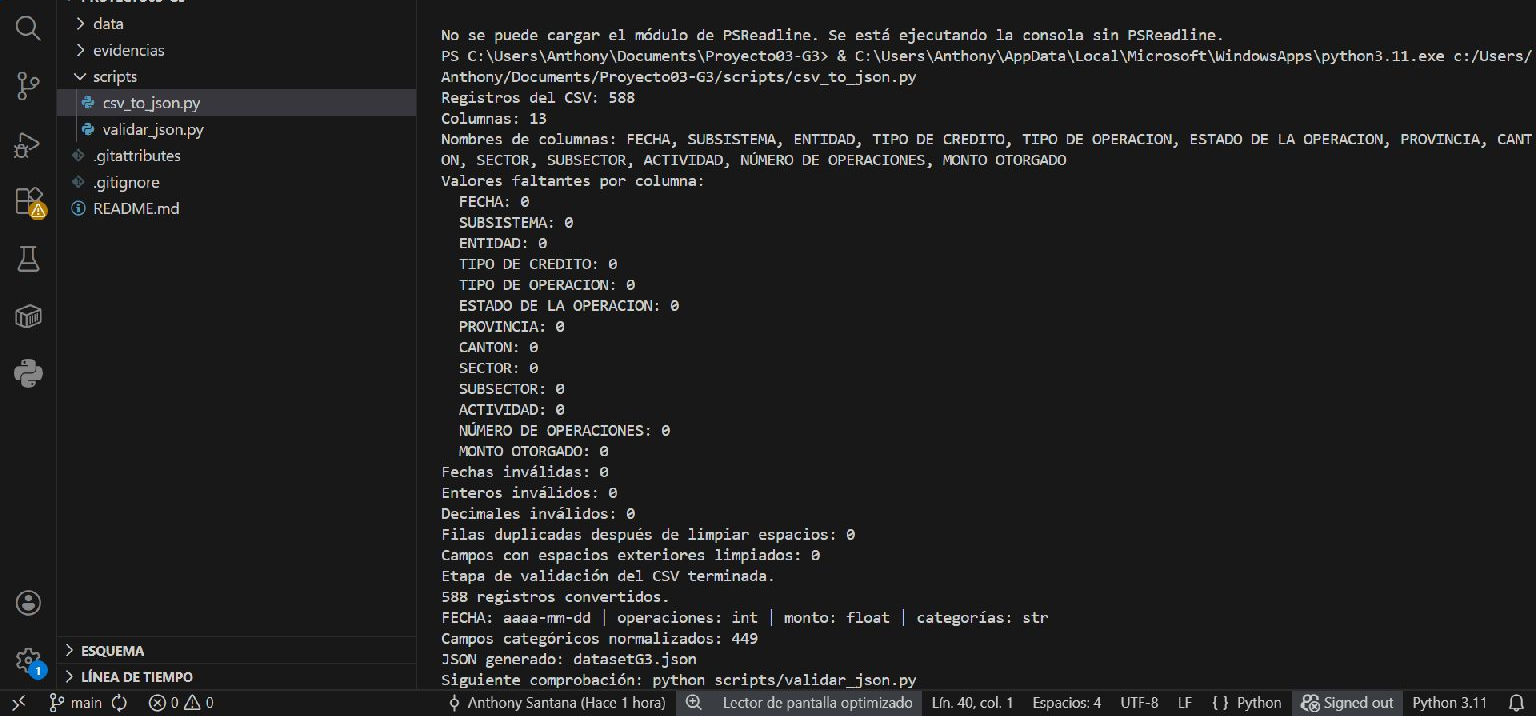 data
evidencias
scripts
csv_to_json.py
validar_json.py
.gitattributes
.gitignore
README.md
ESQUEMA
LÍNEA DE TIEMPO
No se puede cargar el módulo de PSReadline. Se está ejecutando la consola sin PSReadline.
PS C:\Users\Anthony\Documents\Proyecto03-G3> & C:\Users\Anthony\AppData\Local\Microsoft\WindowsApps\python3.11.exe c:/Users/
Anthony/Documents/Proyecto03-G3/scripts/csv_to_json.py
Registros del CSV: 588
Columnas: 13
Nombres de columnas: FECHA, SUBSISTEMA, ENTIDAD, TIPO DE CREDITO, TIPO DE OPERACION, ESTADO DE LA OPERACION, PROVINCIA, CANT
ON, SECTOR, SUBSECTOR, ACTIVIDAD, NÚMERO DE OPERACIONES, MONTO OTORGADO
Valores faltantes por columna:
FECHA: 0
SUBSISTEMA: 0
ENTIDAD: 0
TIPO DE CREDITO: 0
TIPO DE OPERACION: 0
ESTADO DE LA OPERACION: 0
PROVINCIA: 0
CANTON: 0
SECTOR: 0
SUBSECTOR: 0
ACTIVIDAD: 0
NÚMERO DE OPERACIONES: 0
MONTO OTORGADO: 0
Fechas inválidas: 0
Enteros inválidos: 0
Decimales inválidos: 0
Filas duplicadas después de limpiar espacios: 0
Campos con espacios exteriores limpiados: 0
Etapa de validación del CSV terminada.
588 registros convertidos.
FECHA: aaaa-mm-dd | operaciones: int | monto: float | categorías: str
Campos categóricos normalizados: 449
JSON generado: datasetG3.json
Siguiente comprobación: python scripts/validar_json.py
1
main 0 0 Anthony Santana (Hace 1 hora) Lector de pantalla optimizado Lín. 40, col. 1 Espacios: 4 UTF-8 LF {} Python Signed out Python 3.11